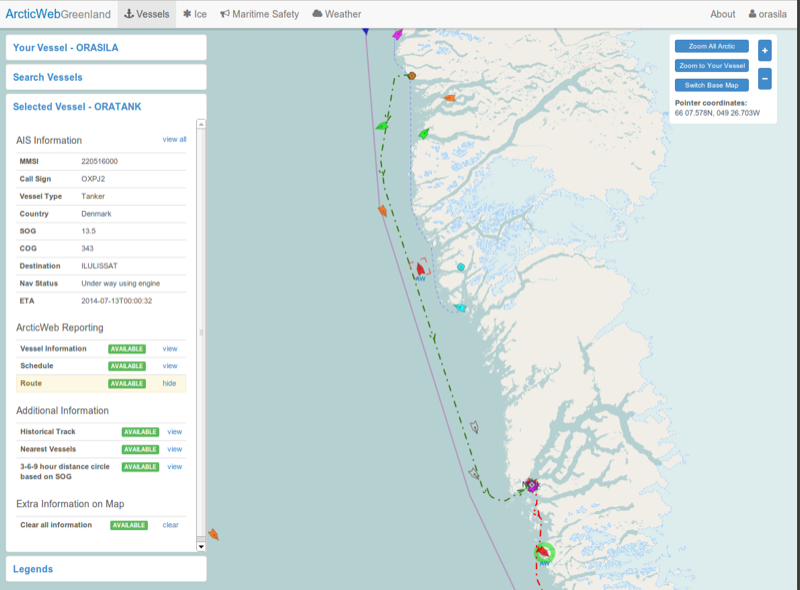 ArcticWebGreenland Vessels Ice Maritime Safety Weather About orasila
Your Vessel - ORASILA
Search Vessels
Selected Vessel - ORATANK
AIS Information view all
MMSI 220516000
Call Sign OXPJ2
Vessel Type Tanker
Country Denmark
SOG 13.5
COG 343
Destination ILULISSAT
Nav Status Under way using engine
ETA 2014-07-13T00:00:32
ArcticWeb Reporting
Vessel Information AVAILABLE view
Schedule AVAILABLE view
Route AVAILABLE hide
Additional Information
Historical Track AVAILABLE view
Nearest Vessels AVAILABLE view
3-6-9 hour distance circle AVAILABLE view
based on SOG
Extra Information on Map
Clear all information AVAILABLE clear
Legends
Zoom All Arctic +
Zoom to Your Vessel
Switch Base Map −
Pointer coordinates:
66 07.578N, 049 26.703W
AW
AW